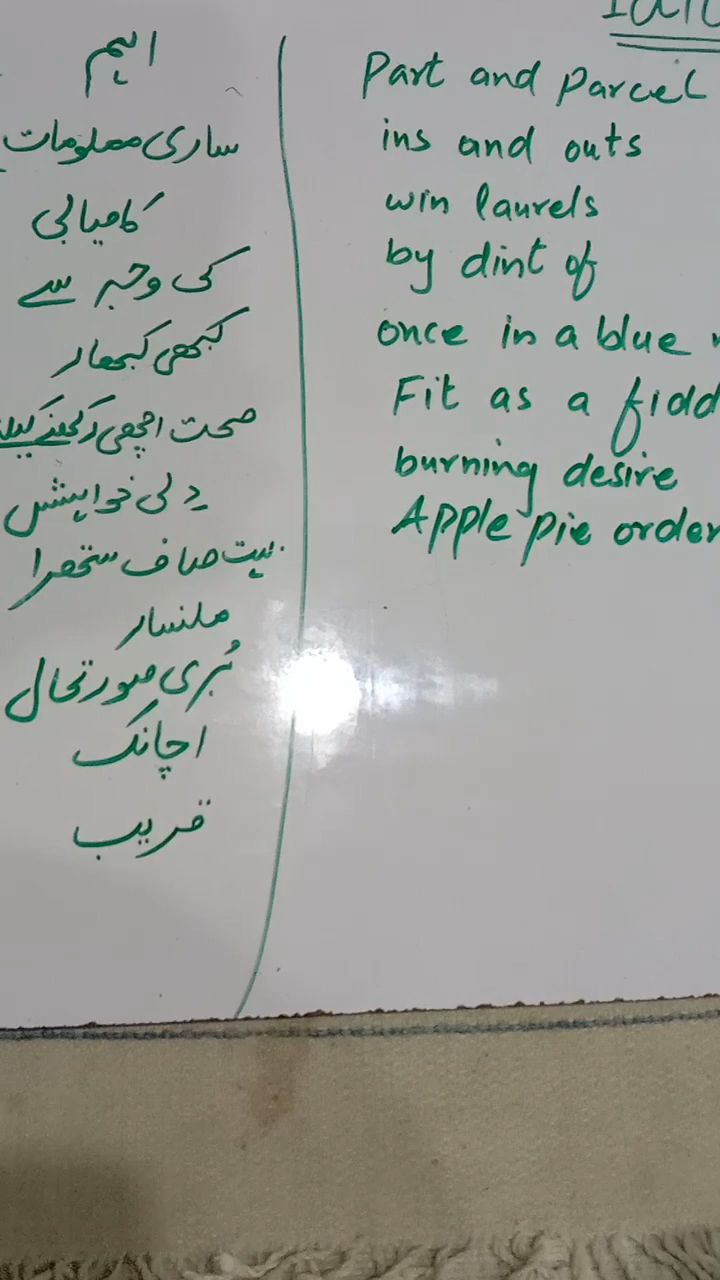 Part and Parcel
ins and outs
win laurels
by dint of
once in a blue
Fit as a fidd
burning desire
Apple pie order
اہم
ساری معلومات
کامیابی
کی وجہ سے
کبھی کبھار
صحت اچھی رکھنے کیلئے
دلی خواہش
بہت صاف ستھرا
ملنسار
بُری صورتحال
اچانک
قریب